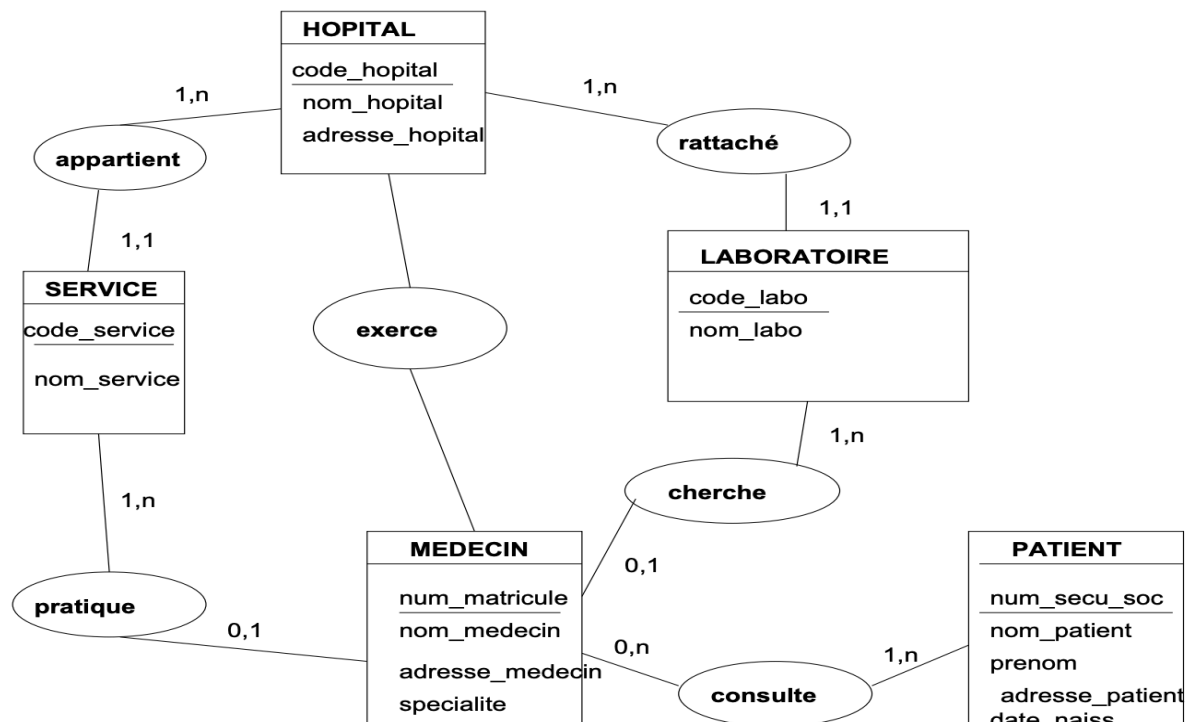 HOPITAL
code_hopital
nom_hopital
adresse_hopital
1,n
1,n
appartient
rattaché
1,1
1,1
SERVICE
code_service
nom_service
exerce
LABORATOIRE
code_labo
nom_labo
1,n
1,n
cherche
pratique
0,1
0,1
MEDECIN
num_matricule
nom_medecin
adresse_medecin
specialite
0,n
consulte
1,n
PATIENT
num_secu_soc
nom_patient
prenom
adresse_patient
date_naiss